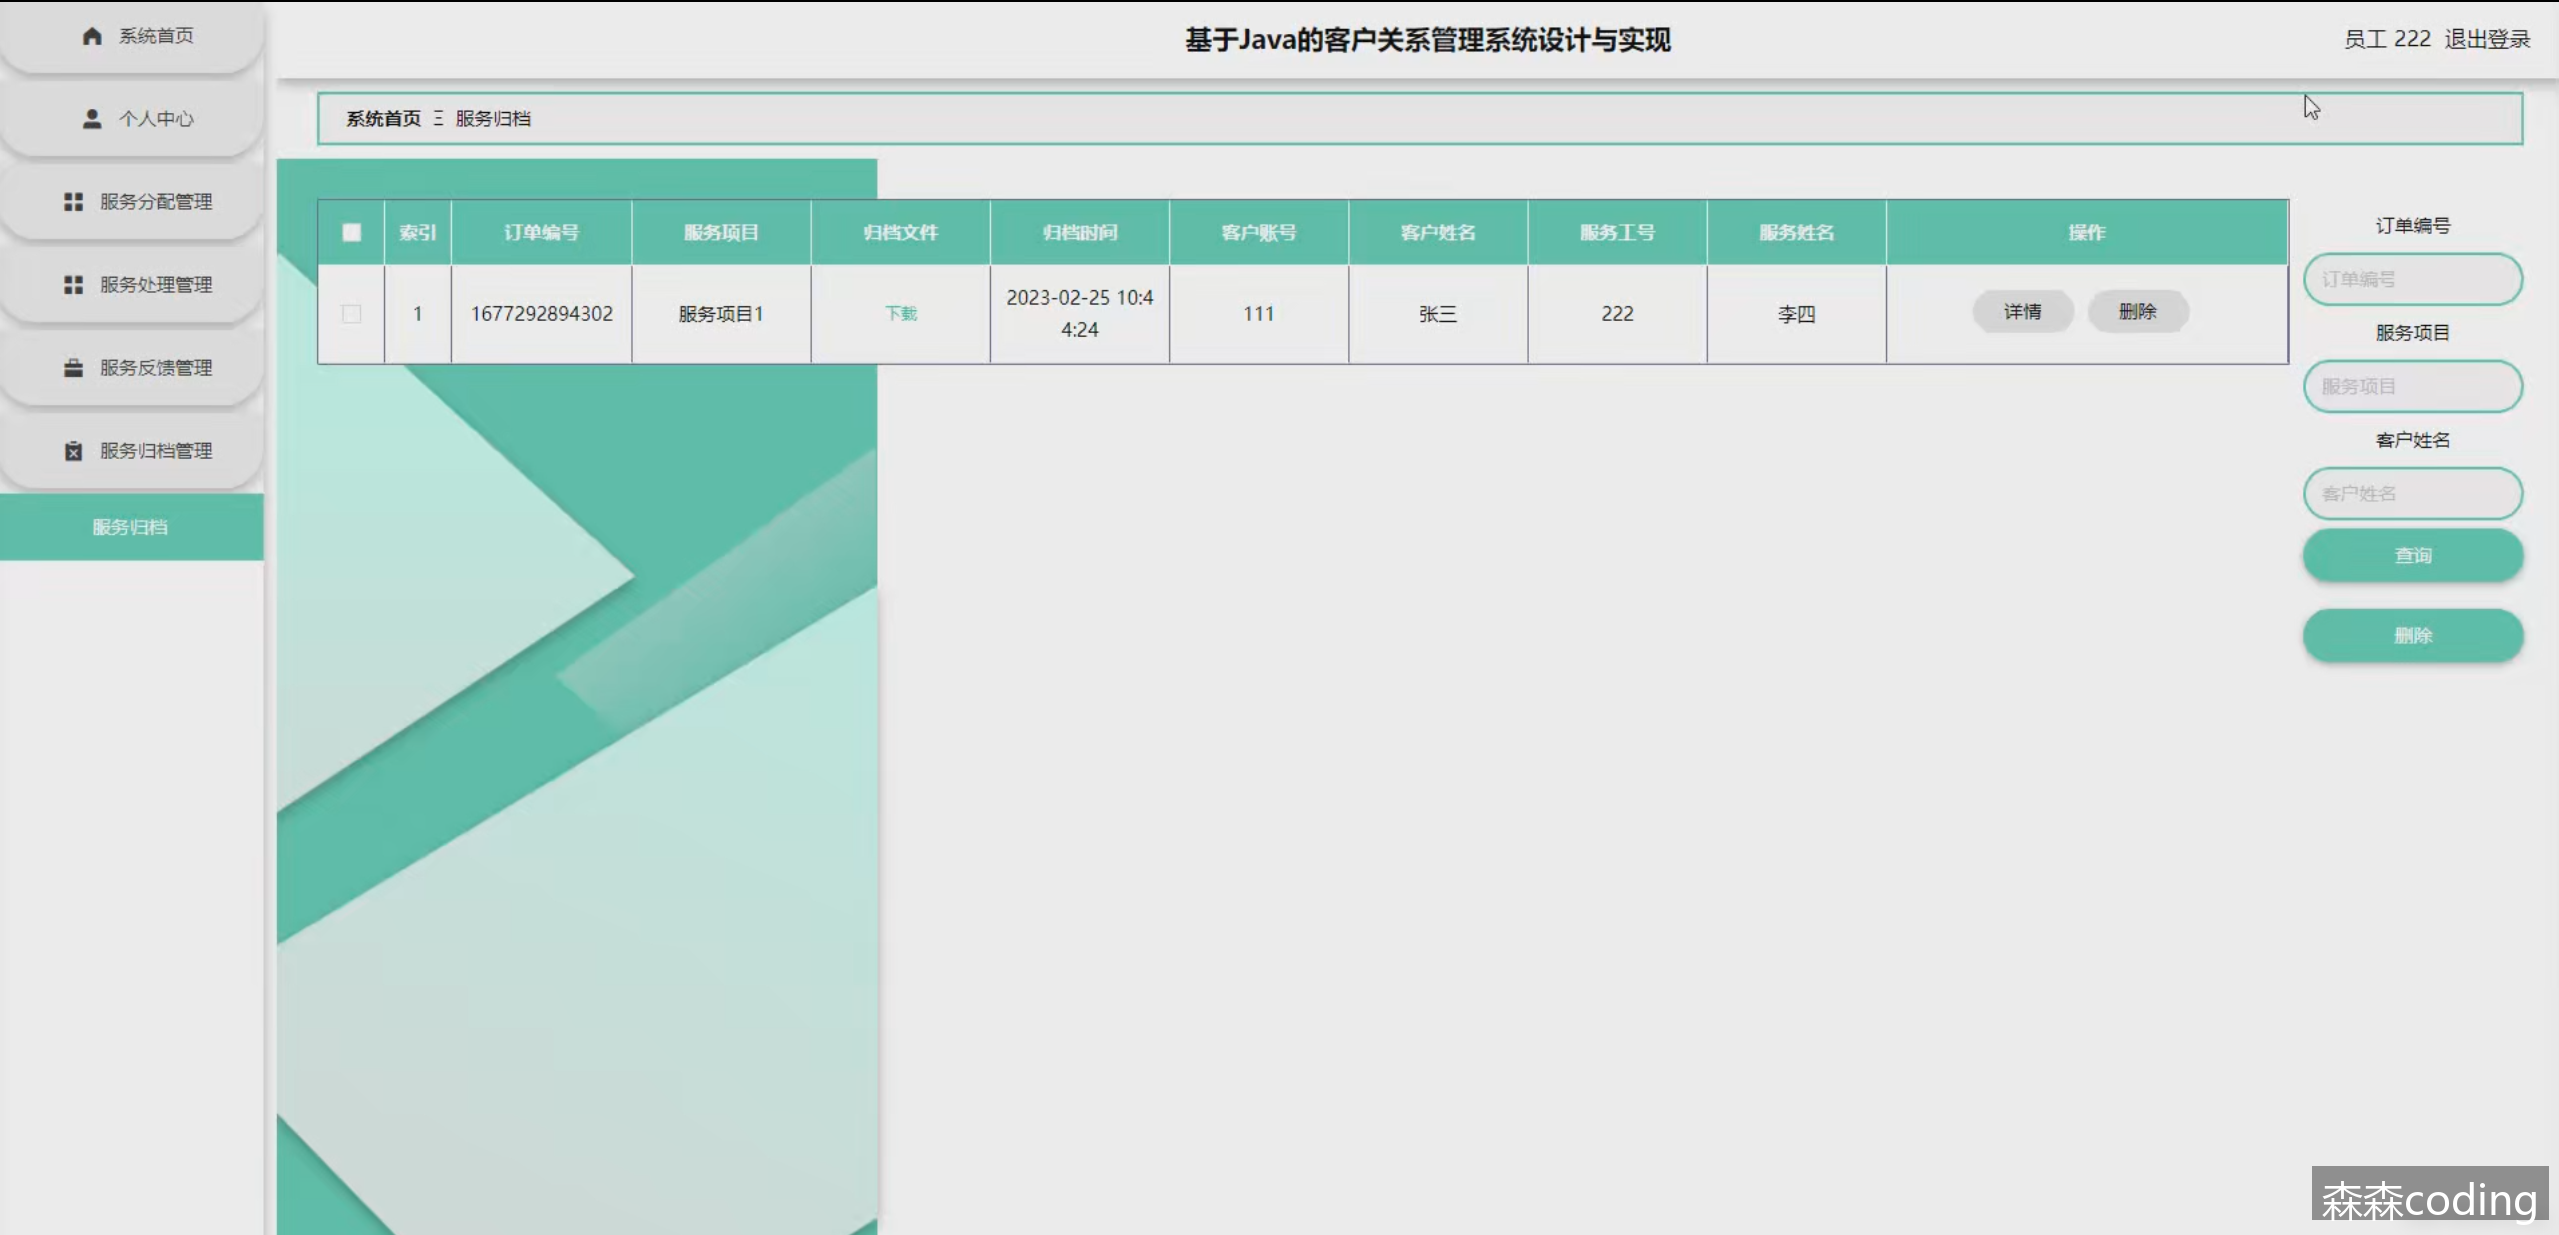 系统首页
个人中心
服务分配管理
服务处理管理
服务反馈管理
服务归档管理
服务归档
基于Java的客户关系管理系统设计与实现
员工 222 退出登录
系统首页 Ξ 服务归档
索引 订单编号 服务项目 归档文件 归档时间 客户账号 客户姓名 服务工号 服务姓名 操作
1 1677292894302 服务项目1 下载 2023-02-25 10:4
4:24 111 张三 222 李四 详情 删除
订单编号
订单编号
服务项目
服务项目
客户姓名
客户姓名
查询
删除
森森coding